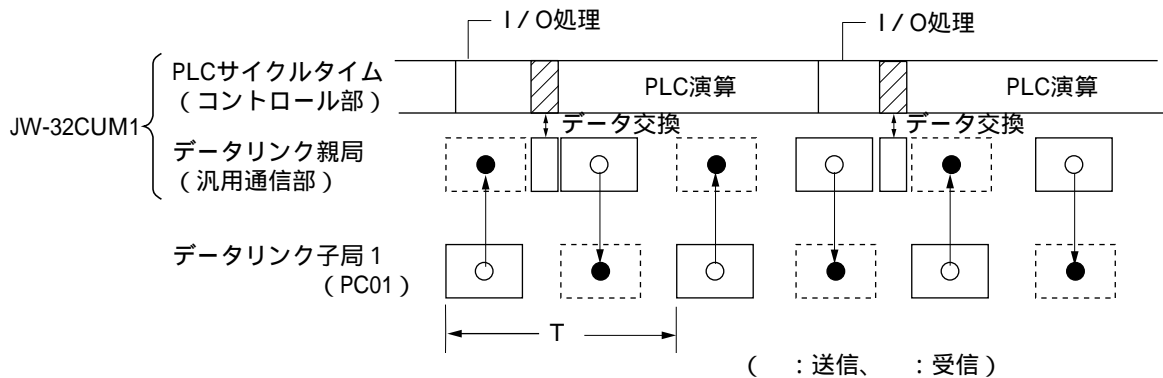 I / O処理 I / O処理
PLCサイクルタイム
(コントロール部)
PLC演算 PLC演算
JW-32CUM1
データ交換 データ交換
データリンク親局
(汎用通信部)
データリンク子局1
(PC01)
T
( :送信、 :受信)